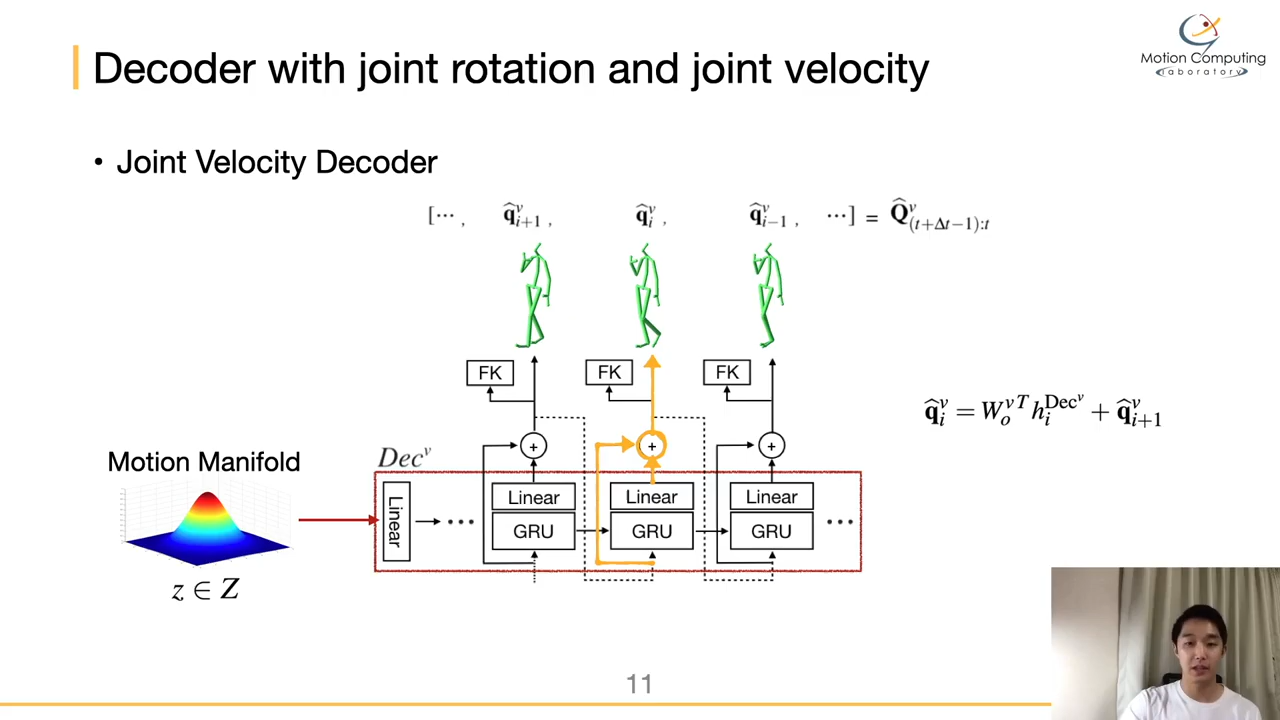 Decoder with joint rotation and joint velocity
Motion Computing
laboratory
• Joint Velocity Decoder
[⋯ , q̂ᵛᵢ₊₁ , q̂ᵛᵢ , q̂ᵛᵢ₋₁ , ⋯] = Q̂ᵛ₍ₜ₊Δₜ₋₁₎:ₜ
FK FK FK
q̂ᵛᵢ = Wₒᵛᵀ hᵢ^Decᵛ + q̂ᵛᵢ₊₁
+ + +
Decᵛ
Motion Manifold
Linear ⋯ Linear Linear Linear ⋯
GRU GRU GRU
z ∈ Z
11